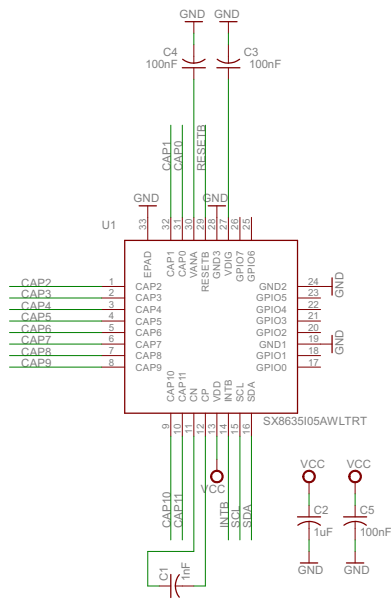 GND GND
C4 C3
100nF 100nF
CAP1
CAP0
RESETB
GND GND
U1
33 32 31 30 29 28 27 26 25
EPAD
CAP1
CAP0
VANA
RESETB
GND3
VDIG
GPIO7
GPIO6
CAP2 1 CAP2 GND2 24 GND
CAP3 2 CAP3 GPIO5 23
CAP4 3 CAP4 GPIO4 22
CAP5 4 CAP5 GPIO3 21
CAP6 5 CAP6 GPIO2 20
CAP7 6 CAP7 GND1 19 GND
CAP8 7 CAP8 GPIO1 18
CAP9 8 CAP9 GPIO0 17
CAP10
CAP11
CN
CP
VDD
INTB
SCL
SDA
9 10 11 12 13 14 15 16
SX8635I05AWLTRT
CAP10
CAP11
VCC
INTB
SCL
SDA
VCC VCC
C2 C5
1uF 100nF
GND GND
C1
1nF